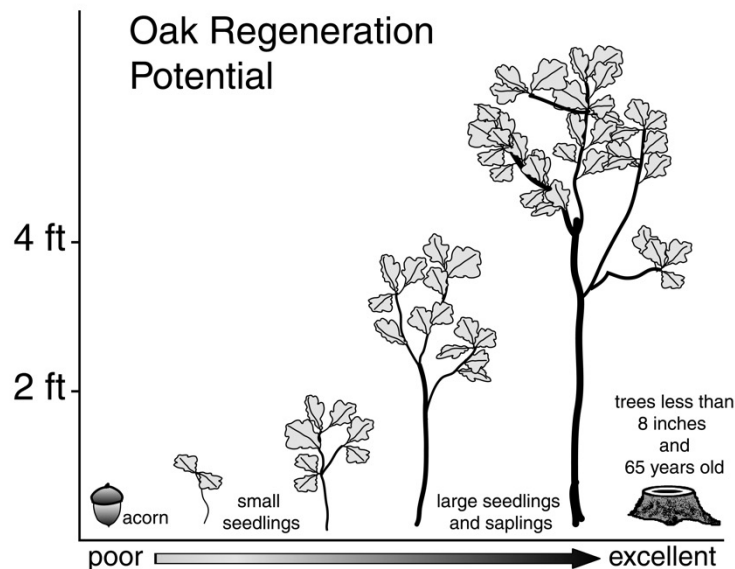 Oak Regeneration
Potential
4 ft
2 ft
acorn
small
seedlings
large seedlings
and saplings
trees less than
8 inches
and
65 years old
poor
excellent